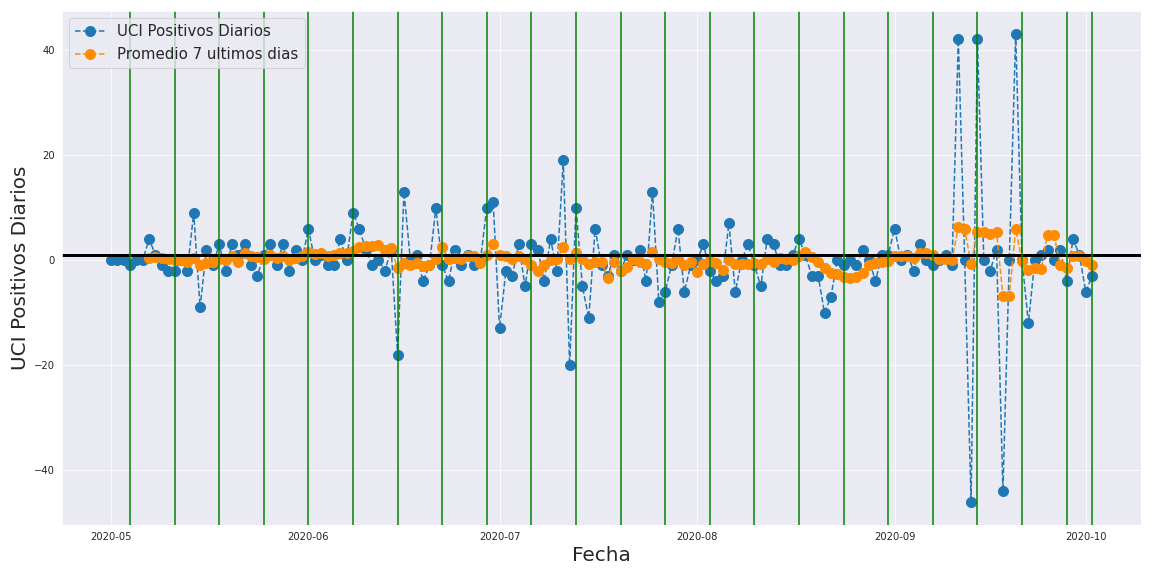 UCI Positivos Diarios
Promedio 7 ultimos dias
UCI Positivos Diarios
40
20
0
−20
−40
2020-05
2020-06
2020-07
2020-08
2020-09
2020-10
Fecha